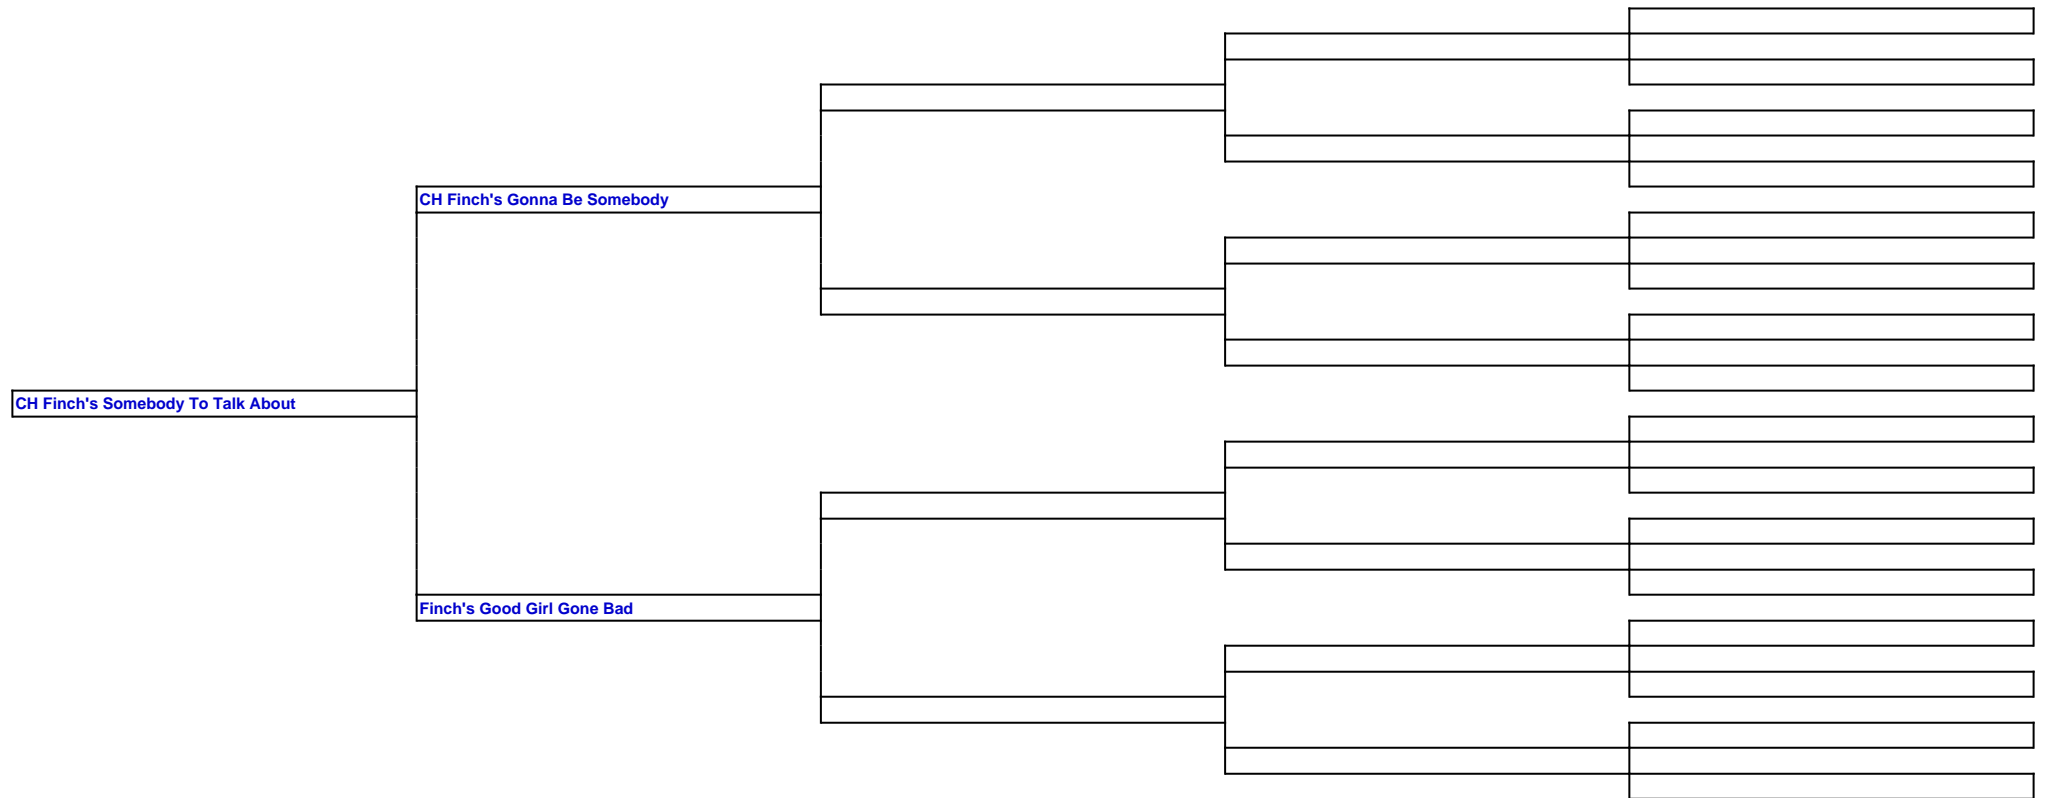 CH Finch's Gonna Be Somebody
CH Finch's Somebody To Talk About
Finch's Good Girl Gone Bad